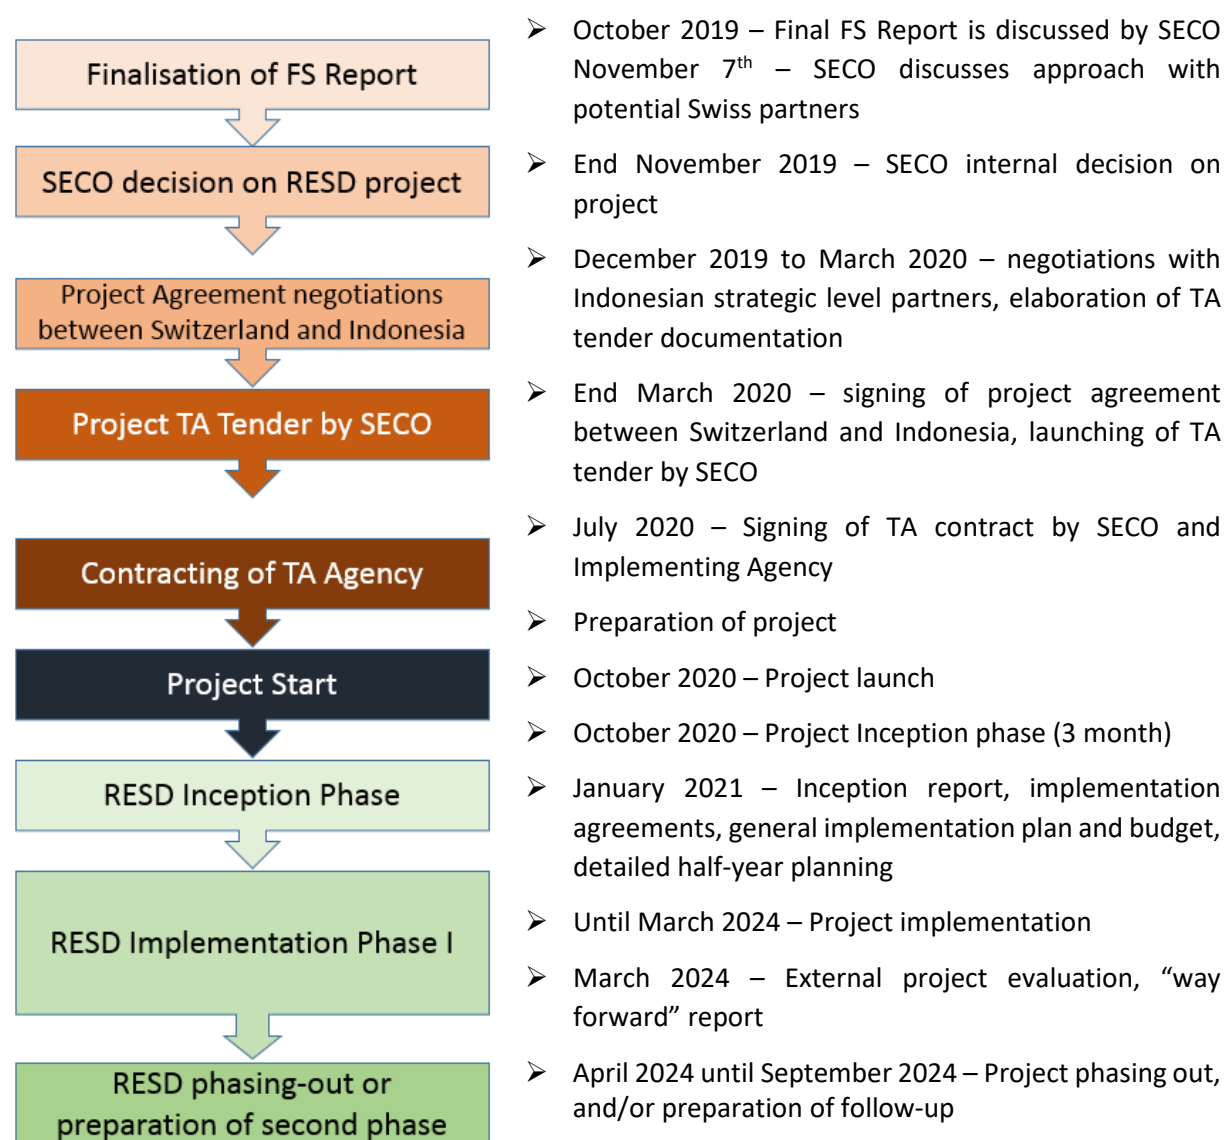 Finalisation of FS Report
SECO decision on RESD project
Project Agreement negotiations
between Switzerland and Indonesia
Project TA Tender by SECO
Contracting of TA Agency
Project Start
RESD Inception Phase
RESD Implementation Phase I
RESD phasing-out or
preparation of second phase
➢ October 2019 – Final FS Report is discussed by SECO
November 7th – SECO discusses approach with
potential Swiss partners
➢ End November 2019 – SECO internal decision on
project
➢ December 2019 to March 2020 – negotiations with
Indonesian strategic level partners, elaboration of TA
tender documentation
➢ End March 2020 – signing of project agreement
between Switzerland and Indonesia, launching of TA
tender by SECO
➢ July 2020 – Signing of TA contract by SECO and
Implementing Agency
➢ Preparation of project
➢ October 2020 – Project launch
➢ October 2020 – Project Inception phase (3 month)
➢ January 2021 – Inception report, implementation
agreements, general implementation plan and budget,
detailed half-year planning
➢ Until March 2024 – Project implementation
➢ March 2024 – External project evaluation, “way
forward” report
➢ April 2024 until September 2024 – Project phasing out,
and/or preparation of follow-up